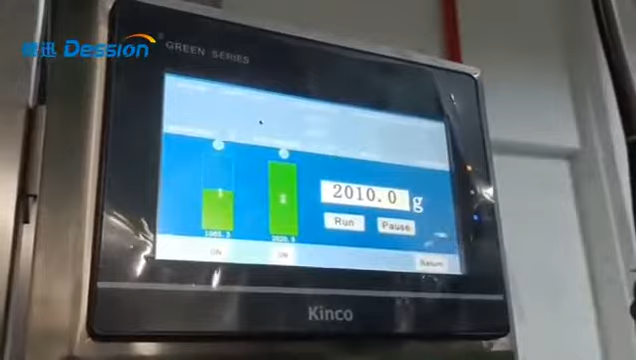 Dession
GREEN SERIES
2010.0 g
Run
Pause
ON
ON
Return
Kinco